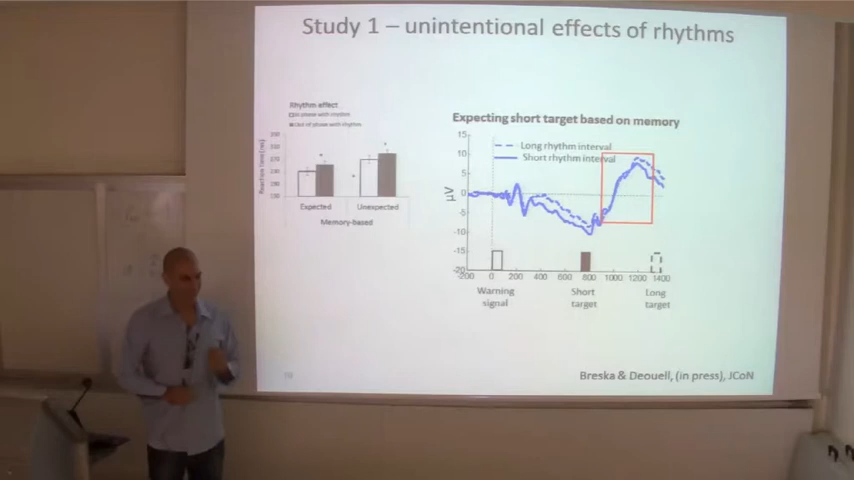 Study 1 – unintentional effects of rhythms
Rhythm effect
In phase with rhythm
Out of phase with rhythm
Reaction time (ms)
Expected
Unexpected
Memory-based
Expecting short target based on memory
Long rhythm interval
Short rhythm interval
µV
15
10
5
0
-5
-10
-15
-20
-200 0 200 400 600 800 1000 1200 1400
Warning signal
Short target
Long target
Breska & Deouell, (in press), JCoN